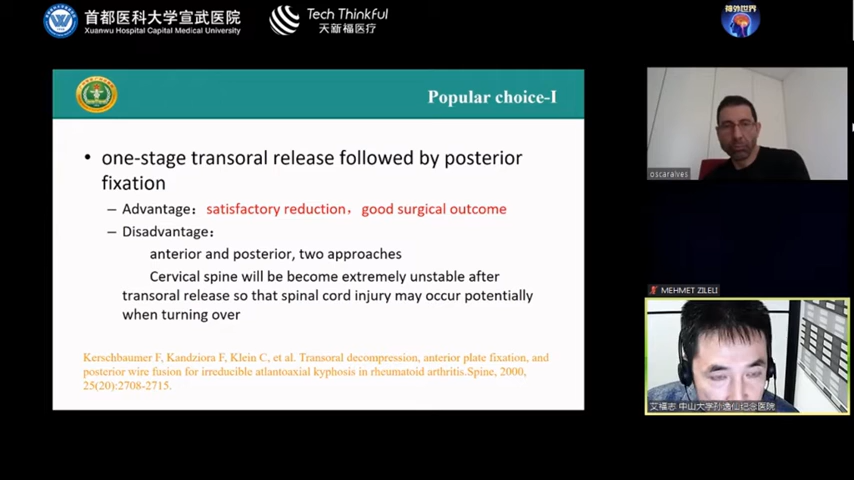 首都医科大学宣武医院
Xuanwu Hospital Capital Medical University
Tech Thinkful
天新福医疗
神外世界
Popular choice-I
• one-stage transoral release followed by posterior
fixation
– Advantage：satisfactory reduction，good surgical outcome
– Disadvantage：
anterior and posterior, two approaches
Cervical spine will be become extremely unstable after
transoral release so that spinal cord injury may occur potentially
when turning over
Kerschbaumer F, Kandziora F, Klein C, et al. Transoral decompression, anterior plate fixation, and
posterior wire fusion for irreducible atlantoaxial kyphosis in rheumatoid arthritis.Spine, 2000,
25(20):2708-2715.
oscaralves
MEHMET ZILELI
艾福志 中山大学孙逸仙纪念医院